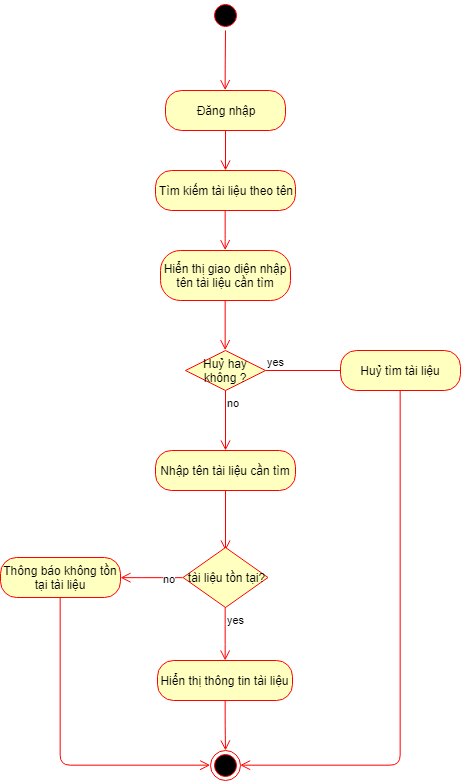 Đăng nhập
Tìm kiếm tài liệu theo tên
Hiển thị giao diện nhập
tên tài liệu cần tìm
Huỷ hay
không ?
yes
Huỷ tìm tài liệu
no
Nhập tên tài liệu cần tìm
Thông báo không tồn
tại tài liệu
no
tài liệu tồn tại?
yes
Hiển thị thông tin tài liệu